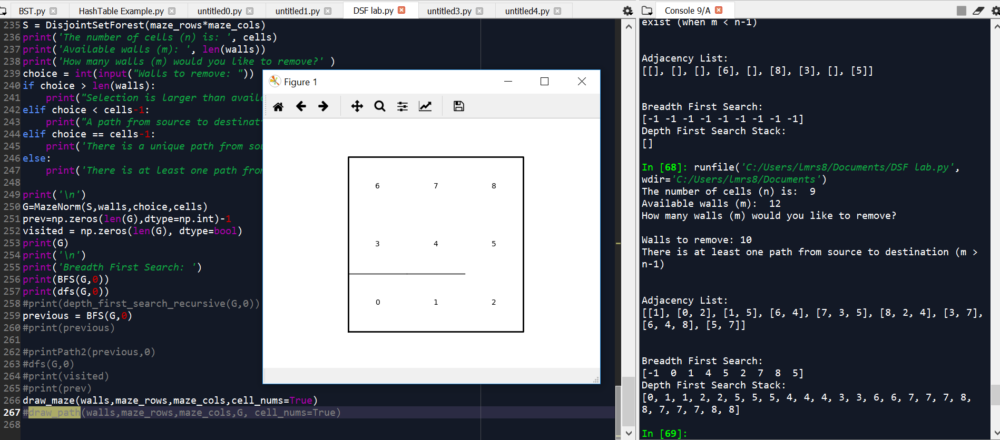 BST.py
HashTable Example.py
untitled0.py
untitled1.py
DSF lab.py
untitled3.py
untitled4.py
235 S = DisjointSetForest(maze_rows*maze_cols)
236 print('The number of cells (n) is: ', cells)
237 print('Available walls (m): ', len(walls))
238 print('How many walls (m) would you like to remove?' )
239 choice = int(input("Walls to remove: "))
240 if choice > len(walls):
241     print("Selection is larger than avail
242 elif choice < cells-1:
243     print("A path from source to destinat
244 elif choice == cells-1:
245     print('There is a unique path from sou
246 else:
247     print('There is at least one path fro
248
249 print('\n')
250 G=MazeNorm(S,walls,choice,cells)
251 prev=np.zeros(len(G),dtype=np.int)-1
252 visited = np.zeros(len(G), dtype=bool)
253 print(G)
254 print('\n')
255 print('Breadth First Search: ')
256 print(BFS(G,0))
257 print(dfs(G,0))
258 #print(depth_first_search_recursive(G,0))
259 previous = BFS(G,0)
260 #print(previous)
261
262 #printPath2(previous,0)
263 #dfs(G,0)
264 #print(visited)
265 #print(prev)
266 draw_maze(walls,maze_rows,maze_cols,cell_nums=True)
267 #draw_path(walls,maze_rows,maze_cols,G, cell_nums=True)
268
Figure 1
6 7 8
3 4 5
0 1 2
Console 9/A
exist (when m < n-1)
Adjacency List:
[[], [], [], [6], [], [8], [3], [], [5]]
Breadth First Search:
[-1 -1 -1 -1 -1 -1 -1 -1 -1]
Depth First Search Stack:
[]
In [68]: runfile('C:/Users/lmrs8/Documents/DSF lab.py',
wdir='C:/Users/lmrs8/Documents')
The number of cells (n) is:  9
Available walls (m):  12
How many walls (m) would you like to remove?
Walls to remove: 10
There is at least one path from source to destination (m >
n-1)
Adjacency List:
[[1], [0, 2], [1, 5], [6, 4], [7, 3, 5], [8, 2, 4], [3, 7],
[6, 4, 8], [5, 7]]
Breadth First Search:
[-1  0  1  4  5  2  7  8  5]
Depth First Search Stack:
[0, 1, 1, 2, 2, 5, 5, 5, 4, 4, 4, 3, 3, 6, 6, 7, 7, 7, 8,
8, 7, 7, 7, 8, 8]
In [69]: